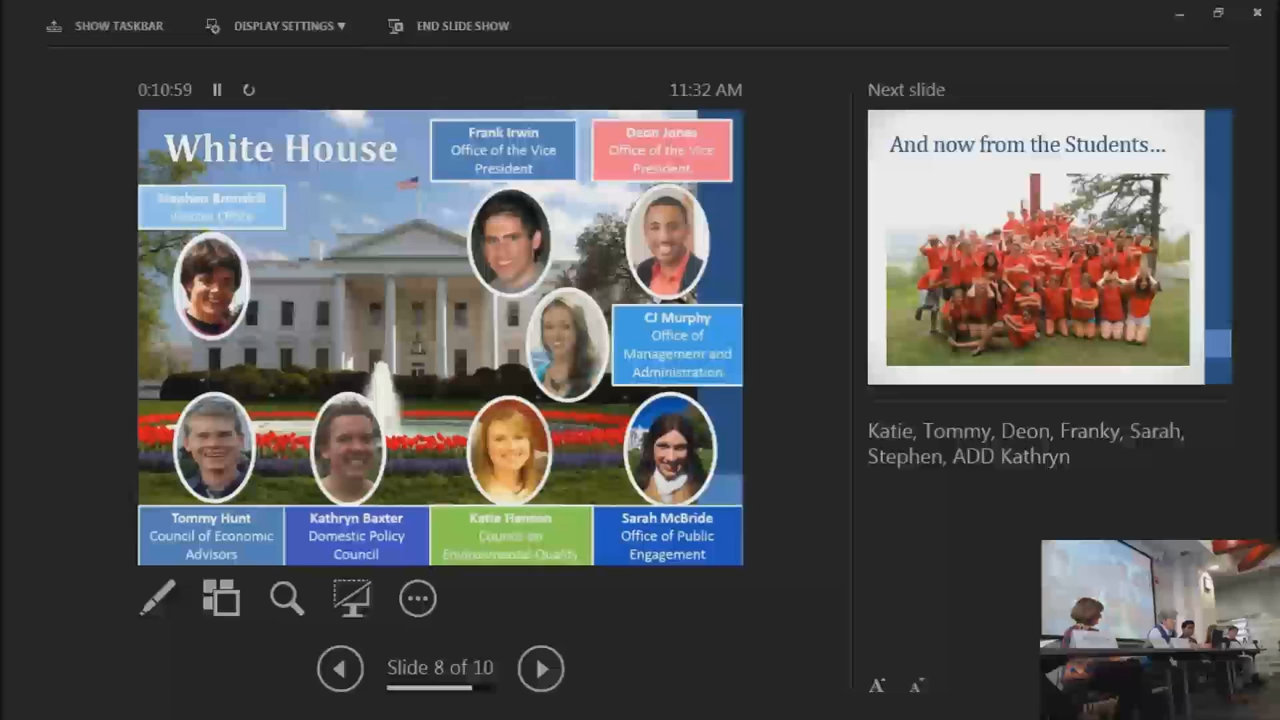 SHOW TASKBAR
DISPLAY SETTINGS ▼
END SLIDE SHOW
0:10:59
11:32 AM
Next slide
White House
Frank Irwin
Office of the Vice
President
Deon Jones
Office of the Vice
President
Stephen
Office
CJ Murphy
Office of
Management and
Administration
Tommy Hunt
Council of Economic
Advisors
Kathryn Baxter
Domestic Policy
Council
Katie
Council on
Environmental Quality
Sarah McBride
Office of Public
Engagement
And now from the Students...
Katie, Tommy, Deon, Franky, Sarah,
Stephen, ADD Kathryn
Slide 8 of 10
A A